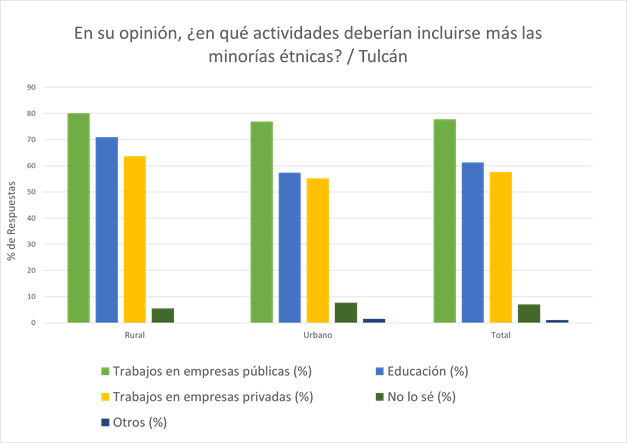 En su opinión, ¿en qué actividades deberían incluirse más las
minorías étnicas? / Tulcán
90
80
70
60
50
40
30
20
10
0
% de Respuestas
Rural
Urbano
Total
Trabajos en empresas públicas (%)
Educación (%)
Trabajos en empresas privadas (%)
No lo sé (%)
Otros (%)